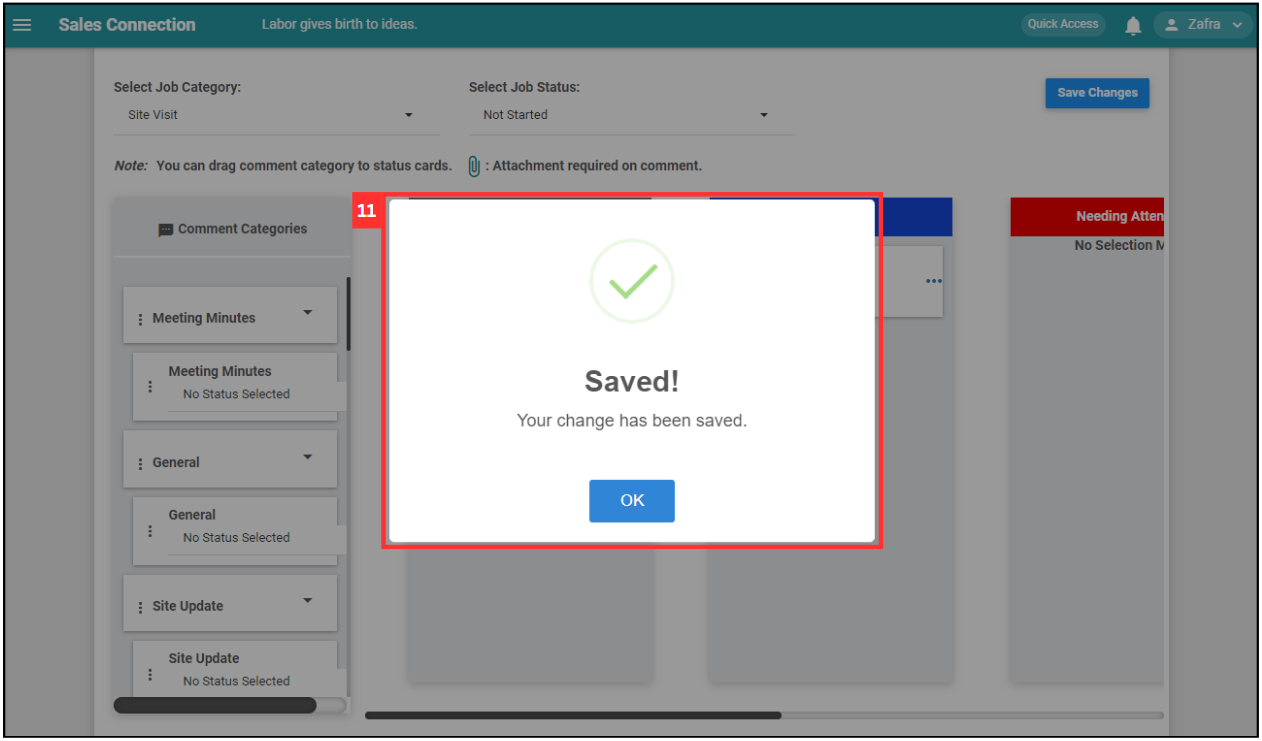 Sales Connection
Labor gives birth to ideas.
Quick Access
Zafra
Select Job Category:
Select Job Status:
Site Visit
Not Started
Save Changes
Note: You can drag comment category to status cards.
: Attachment required on comment.
11
Comment Categories
Needing Atten
No Selection M
Meeting Minutes
Meeting Minutes
No Status Selected
General
General
No Status Selected
Site Update
Site Update
No Status Selected
Saved!
Your change has been saved.
OK